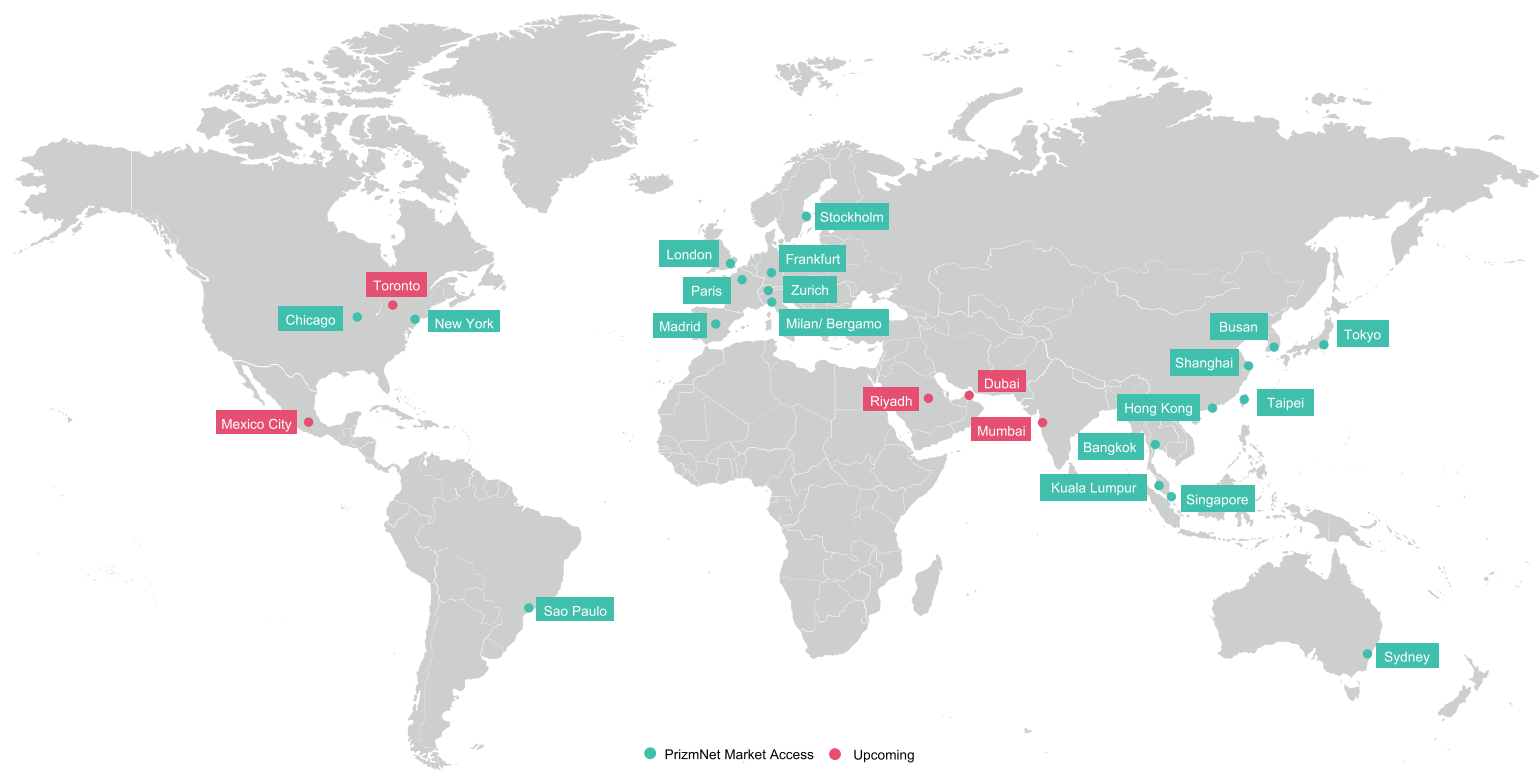 Stockholm
London
Frankfurt
Toronto
Paris
Zurich
Chicago
New York
Madrid
Milan/ Bergamo
Busan
Tokyo
Shanghai
Dubai
Riyadh
Hong Kong
Taipei
Mexico City
Mumbai
Bangkok
Kuala Lumpur
Singapore
Sao Paulo
Sydney
PrizmNet Market Access
Upcoming